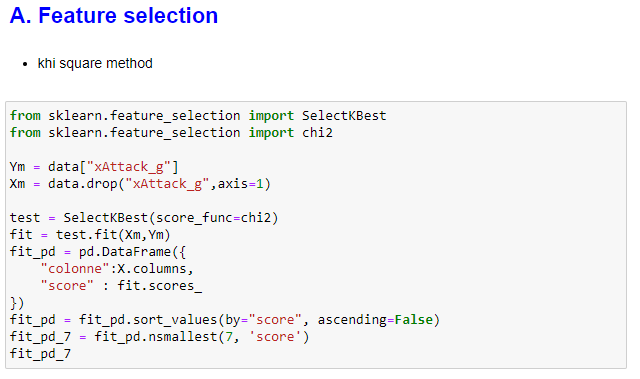 A. Feature selection
• khi square method
from sklearn.feature_selection import SelectKBest
from sklearn.feature_selection import chi2

Ym = data["xAttack_g"]
Xm = data.drop("xAttack_g",axis=1)

test = SelectKBest(score_func=chi2)
fit = test.fit(Xm,Ym)
fit_pd = pd.DataFrame({
    "colonne":X.columns,
    "score" : fit.scores_
})
fit_pd = fit_pd.sort_values(by="score", ascending=False)
fit_pd_7 = fit_pd.nsmallest(7, 'score')
fit_pd_7